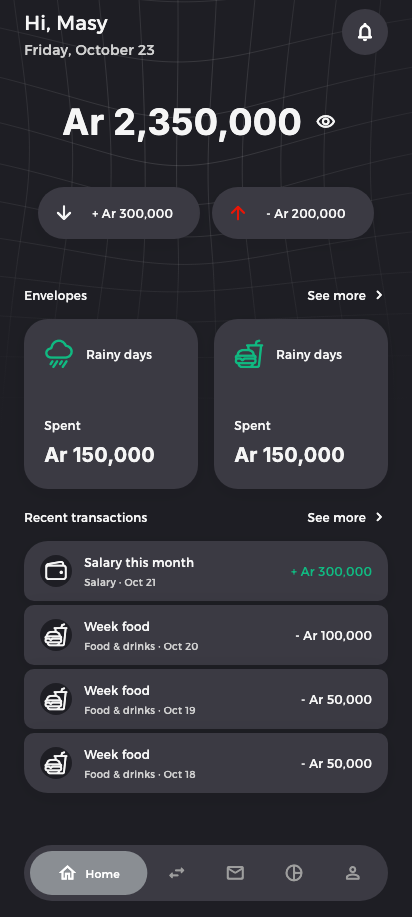 Hi, Masy
Friday, October 23
Ar 2,350,000
+ Ar 300,000
- Ar 200,000
Envelopes
See more
Rainy days
Rainy days
Spent
Spent
Ar 150,000
Ar 150,000
Recent transactions
See more
Salary this month
Salary · Oct 21
+ Ar 300,000
Week food
Food & drinks · Oct 20
- Ar 100,000
Week food
Food & drinks · Oct 19
- Ar 50,000
Week food
Food & drinks · Oct 18
- Ar 50,000
Home